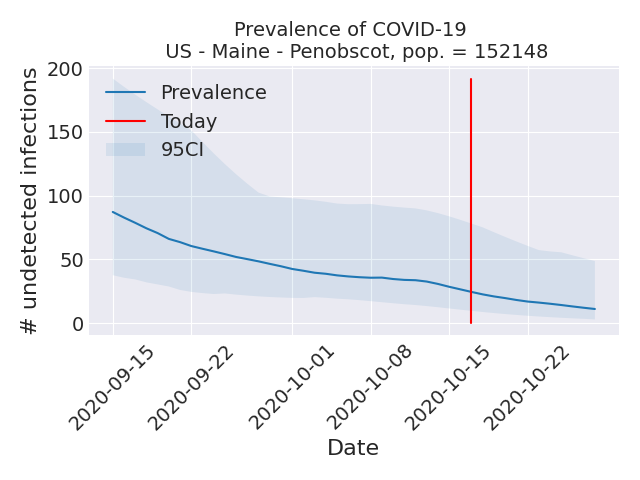 Prevalence of COVID-19
US - Maine - Penobscot, pop. = 152148
# undetected infections
200
150
100
50
0
Prevalence
Today
95CI
2020-09-15
2020-09-22
2020-10-01
2020-10-08
2020-10-15
2020-10-22
Date